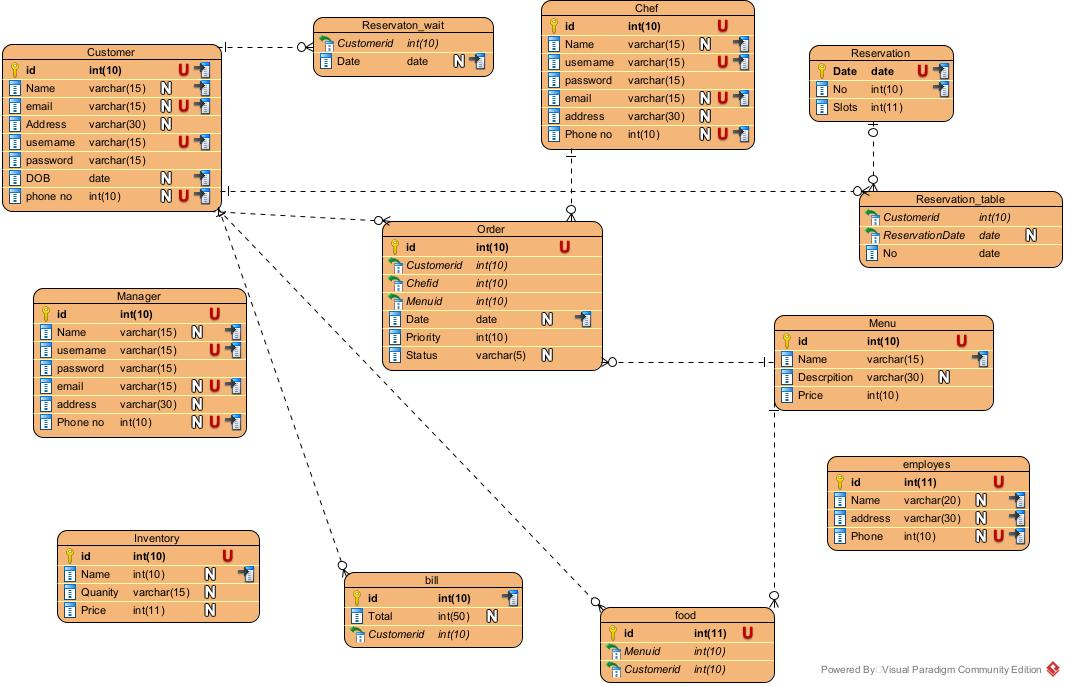 Customer
id int(10) U
Name varchar(15) N
email varchar(15) N U
Address varchar(30) N
username varchar(15) U
password varchar(15)
DOB date N
phone no int(10) N U
Reservaton_wait
Customerid int(10)
Date date N
Chef
id int(10) U
Name varchar(15) N
username varchar(15) U
password varchar(15)
email varchar(15) N U
address varchar(30) N
Phone no int(10) N U
Reservation
Date date U
No int(10)
Slots int(11)
Reservation_table
Customerid int(10)
ReservationDate date N
No date
Order
id int(10) U
Customerid int(10)
Chefid int(10)
Menuid int(10)
Date date N
Priority int(10)
Status varchar(5) N
Manager
id int(10) U
Name varchar(15) N
username varchar(15) U
password varchar(15)
email varchar(15) N U
address varchar(30) N
Phone no int(10) N U
Menu
id int(10) U
Name varchar(15)
Descrpition varchar(30) N
Price int(10)
employes
id int(11) U
Name varchar(20) N
address varchar(30) N
Phone int(10) N U
Inventory
id int(10) U
Name int(10) N
Quanity varchar(15) N
Price int(11) N
bill
id int(10)
Total int(50) N
Customerid int(10)
food
id int(11) U
Menuid int(10)
Customerid int(10)
Powered By Visual Paradigm Community Edition